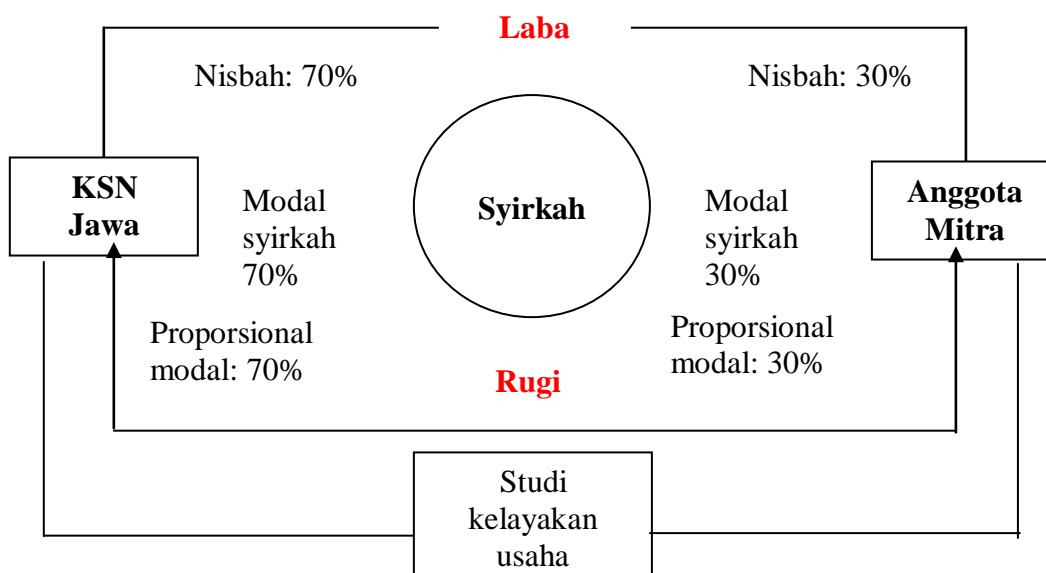 Laba
Nisbah: 70%
Nisbah: 30%
KSN
Jawa
Modal
syirkah
70%
Syirkah
Modal
syirkah
30%
Anggota
Mitra
Proporsional
modal: 70%
Proporsional
modal: 30%
Rugi
Studi
kelayakan
usaha